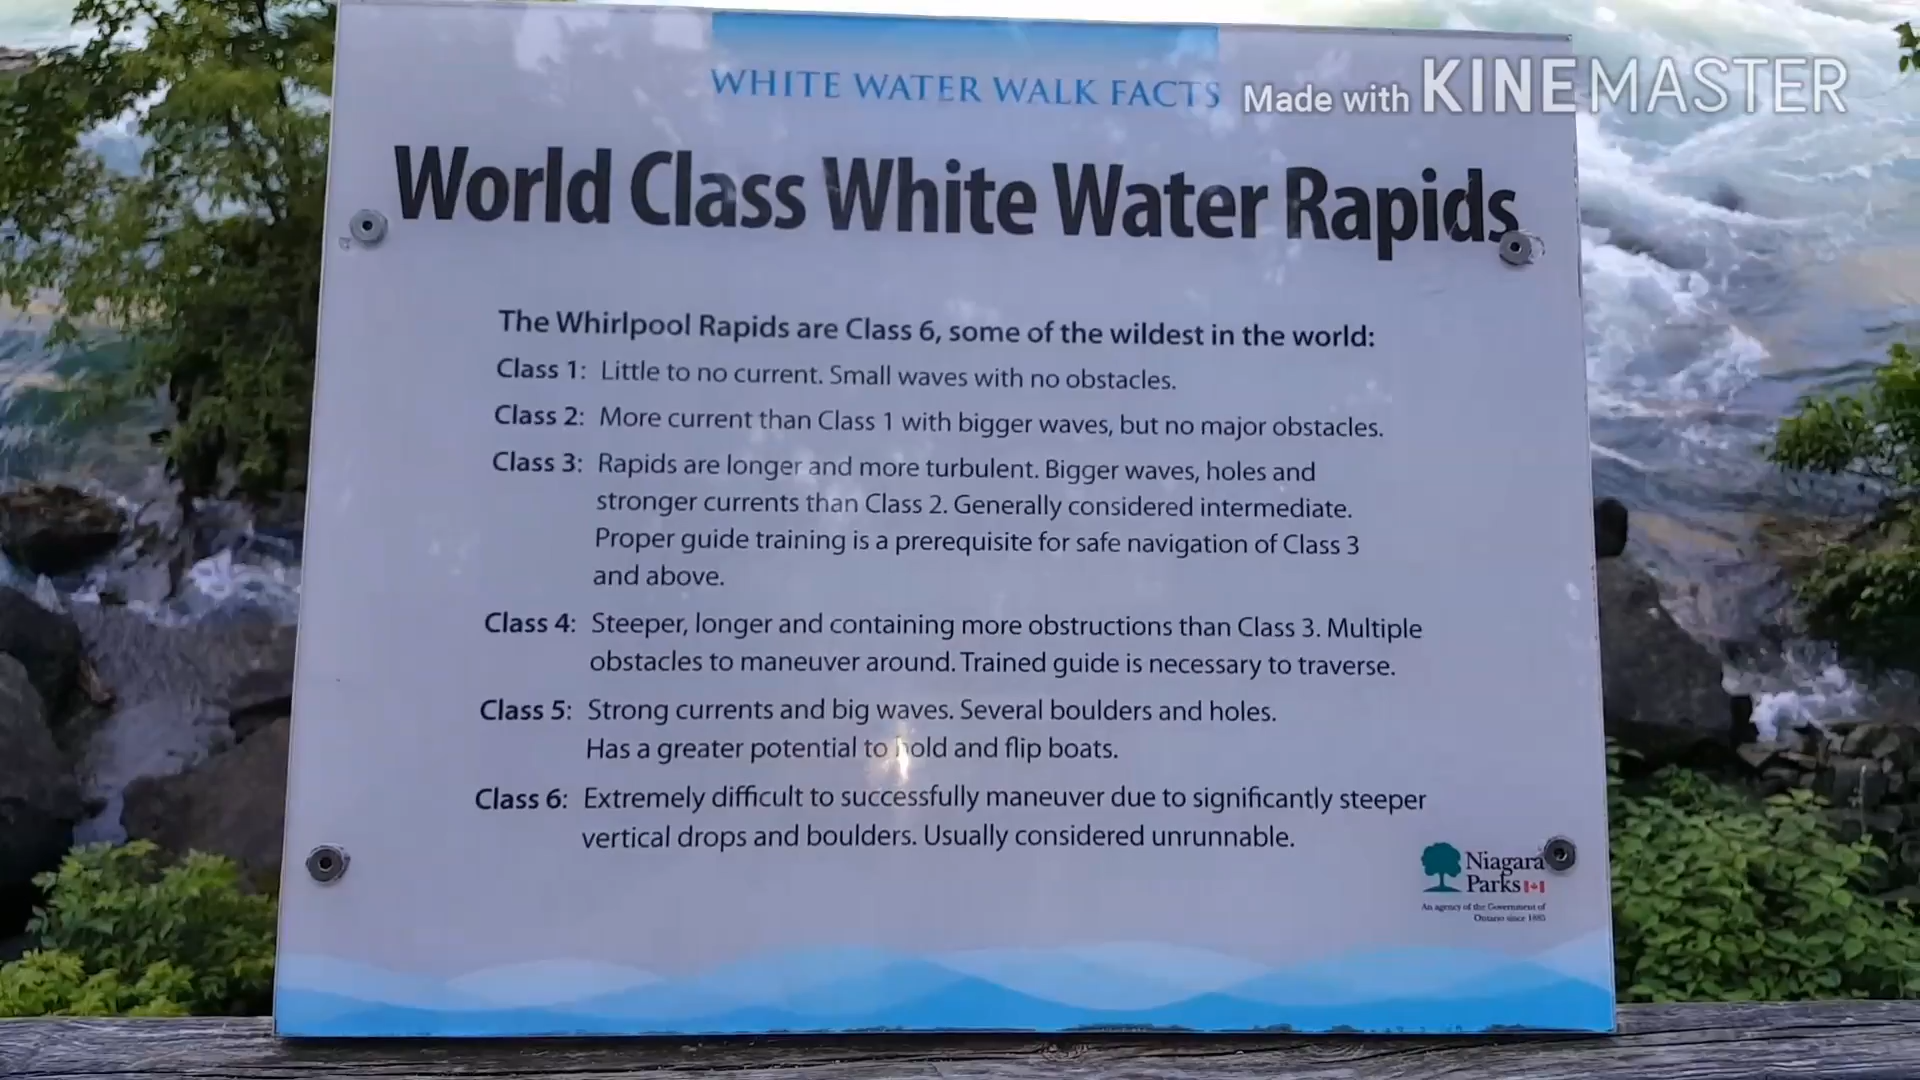 WHITE WATER WALK FACTS
Made with KINEMASTER
World Class White Water Rapids
The Whirlpool Rapids are Class 6, some of the wildest in the world:
Class 1: Little to no current. Small waves with no obstacles.
Class 2: More current than Class 1 with bigger waves, but no major obstacles.
Class 3: Rapids are longer and more turbulent. Bigger waves, holes and
stronger currents than Class 2. Generally considered intermediate.
Proper guide training is a prerequisite for safe navigation of Class 3
and above.
Class 4: Steeper, longer and containing more obstructions than Class 3. Multiple
obstacles to maneuver around. Trained guide is necessary to traverse.
Class 5: Strong currents and big waves. Several boulders and holes.
Has a greater potential to hold and flip boats.
Class 6: Extremely difficult to successfully maneuver due to significantly steeper
vertical drops and boulders. Usually considered unrunnable.
Niagara
Parks
An agency of the Government of
Ontario since 1885